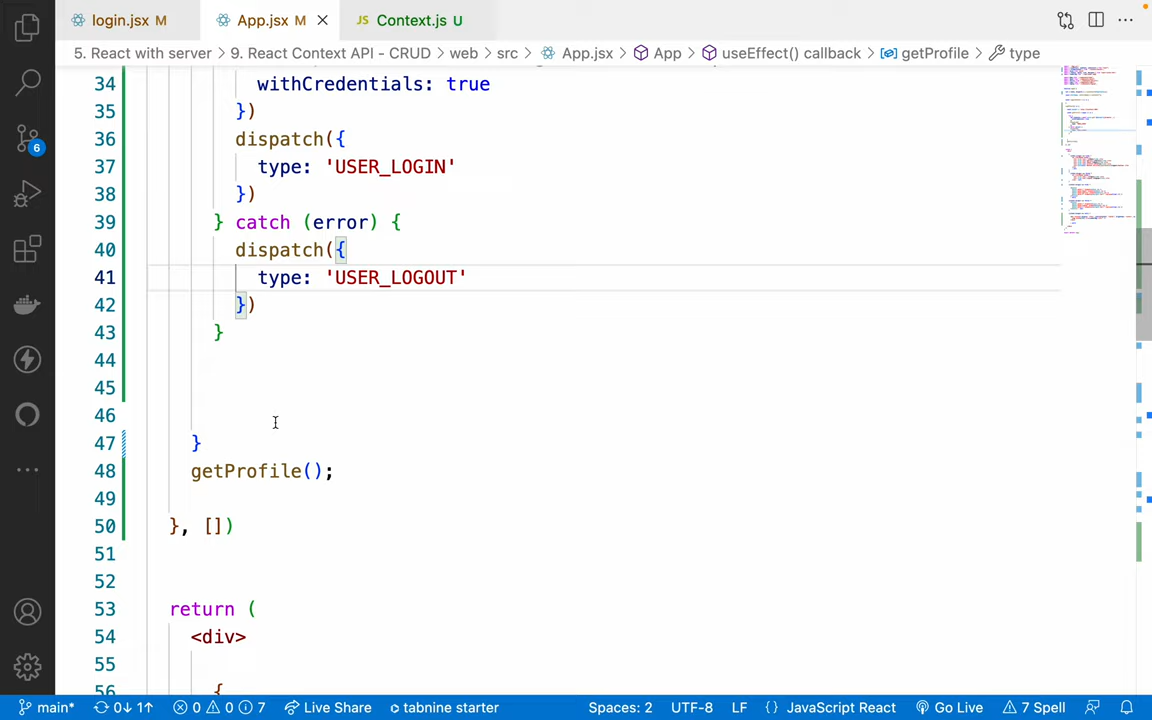 login.jsx M
App.jsx M
JS Context.js U
5. React with server > 9. React Context API - CRUD > web > src > App.jsx > App > useEffect() callback > getProfile > type
34 withCredentials: true
35 })
36 dispatch({
37 type: 'USER_LOGIN'
38 })
39 } catch (error) {
40 dispatch({
41 type: 'USER_LOGOUT'
42 })
43 }
44
45
46
47 }
48 getProfile();
49
50 }, [])
51
52
53 return (
54 <div>
55
56 {
6
main* 0↓ 1↑ 0 0 7 Live Share tabnine starter Spaces: 2 UTF-8 LF {} JavaScript React Go Live 7 Spell